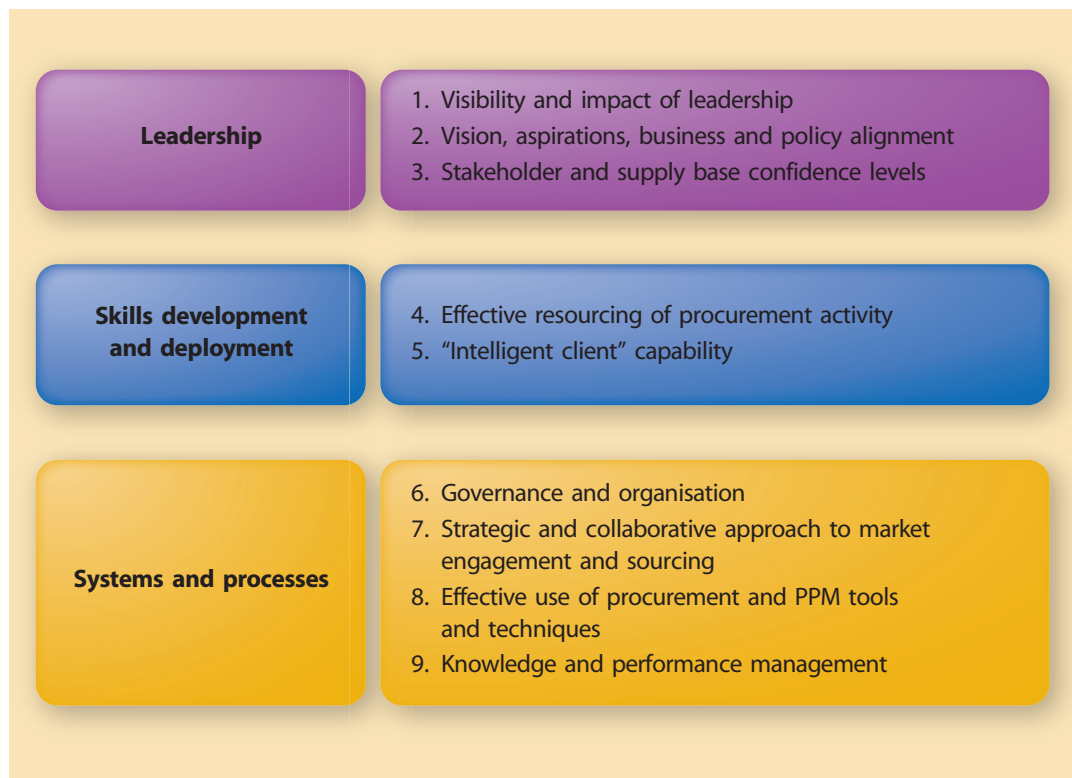 Leadership
1. Visibility and impact of leadership
2. Vision, aspirations, business and policy alignment
3. Stakeholder and supply base confidence levels
Skills development
and deployment
4. Effective resourcing of procurement activity
5. “Intelligent client” capability
Systems and processes
6. Governance and organisation
7. Strategic and collaborative approach to market
engagement and sourcing
8. Effective use of procurement and PPM tools
and techniques
9. Knowledge and performance management